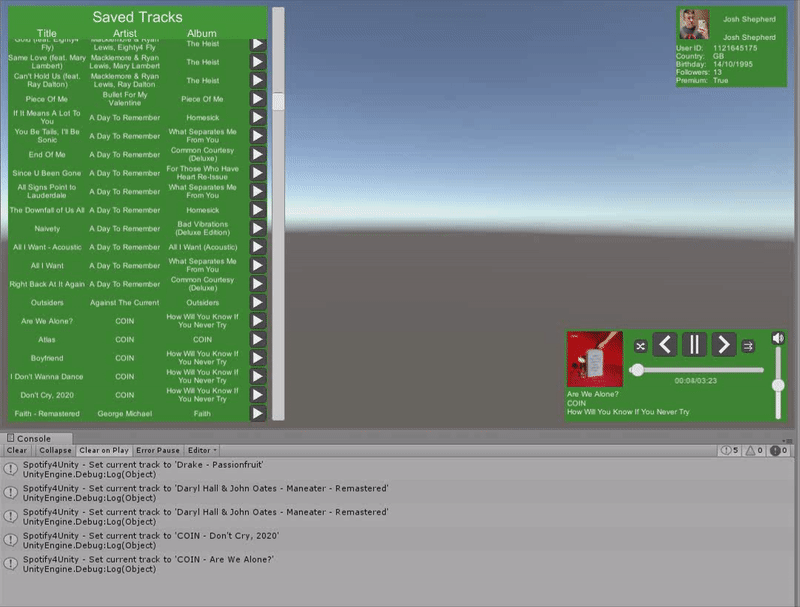 Saved Tracks
Title Artist Album
Gold (feat. Eighty4 Fly) Macklemore & Ryan Lewis, Eighty4 Fly The Heist
Same Love (feat. Mary Lambert) Macklemore & Ryan Lewis, Mary Lambert The Heist
Can't Hold Us (feat. Ray Dalton) Macklemore & Ryan Lewis, Ray Dalton The Heist
Piece Of Me Bullet For My Valentine Piece Of Me
If It Means A Lot To You A Day To Remember Homesick
You Be Tails, I'll Be Sonic A Day To Remember What Separates Me From You
End Of Me A Day To Remember Common Courtesy (Deluxe)
Since U Been Gone A Day To Remember For Those Who Have Heart Re-Issue
All Signs Point to Lauderdale A Day To Remember What Separates Me From You
The Downfall of Us All A Day To Remember Homesick
Naivety A Day To Remember Bad Vibrations (Deluxe Edition)
All I Want - Acoustic A Day To Remember All I Want (Acoustic)
All I Want A Day To Remember What Separates Me From You
Right Back At It Again A Day To Remember Common Courtesy (Deluxe)
Outsiders Against The Current Outsiders
Are We Alone? COIN How Will You Know If You Never Try
Atlas COIN COIN
Boyfriend COIN How Will You Know If You Never Try
I Don't Wanna Dance COIN How Will You Know If You Never Try
Don't Cry, 2020 COIN How Will You Know If You Never Try
Faith - Remastered George Michael Faith
Josh Shepherd
Josh Shepherd
User ID: 1121645175
Country: GB
Birthday: 14/10/1995
Followers: 13
Premium: True
00:08/03:23
Are We Alone?
COIN
How Will You Know If You Never Try
Console
Clear Collapse Clear on Play Error Pause Editor 5 0 0
Spotify4Unity - Set current track to 'Drake - Passionfruit'
UnityEngine.Debug:Log(Object)
Spotify4Unity - Set current track to 'Daryl Hall & John Oates - Maneater - Remastered'
UnityEngine.Debug:Log(Object)
Spotify4Unity - Set current track to 'Daryl Hall & John Oates - Maneater - Remastered'
UnityEngine.Debug:Log(Object)
Spotify4Unity - Set current track to 'COIN - Don't Cry, 2020'
UnityEngine.Debug:Log(Object)
Spotify4Unity - Set current track to 'COIN - Are We Alone?'
UnityEngine.Debug:Log(Object)